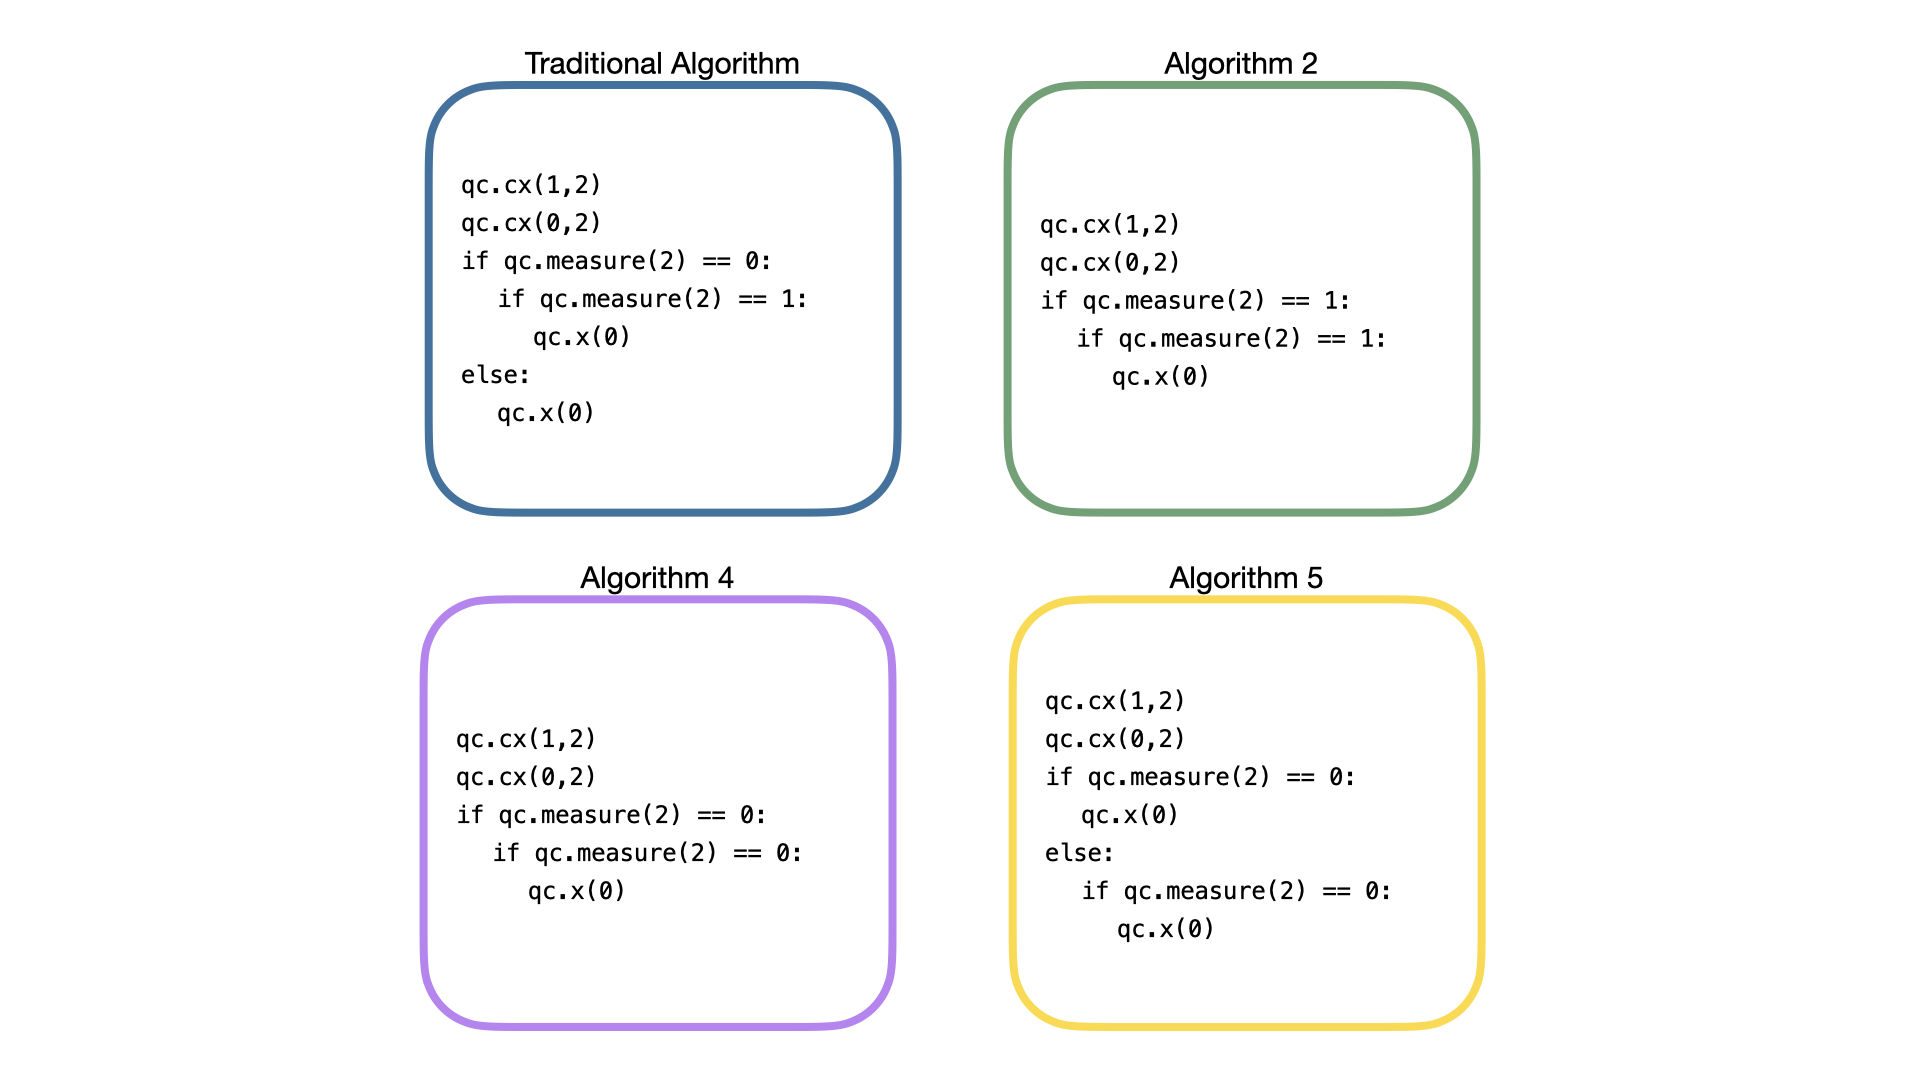 Traditional Algorithm
qc.cx(1,2)
qc.cx(0,2)
if qc.measure(2) == 0:
if qc.measure(2) == 1:
qc.x(0)
else:
qc.x(0)
Algorithm 2
qc.cx(1,2)
qc.cx(0,2)
if qc.measure(2) == 1:
if qc.measure(2) == 1:
qc.x(0)
Algorithm 4
qc.cx(1,2)
qc.cx(0,2)
if qc.measure(2) == 0:
if qc.measure(2) == 0:
qc.x(0)
Algorithm 5
qc.cx(1,2)
qc.cx(0,2)
if qc.measure(2) == 0:
qc.x(0)
else:
if qc.measure(2) == 0:
qc.x(0)